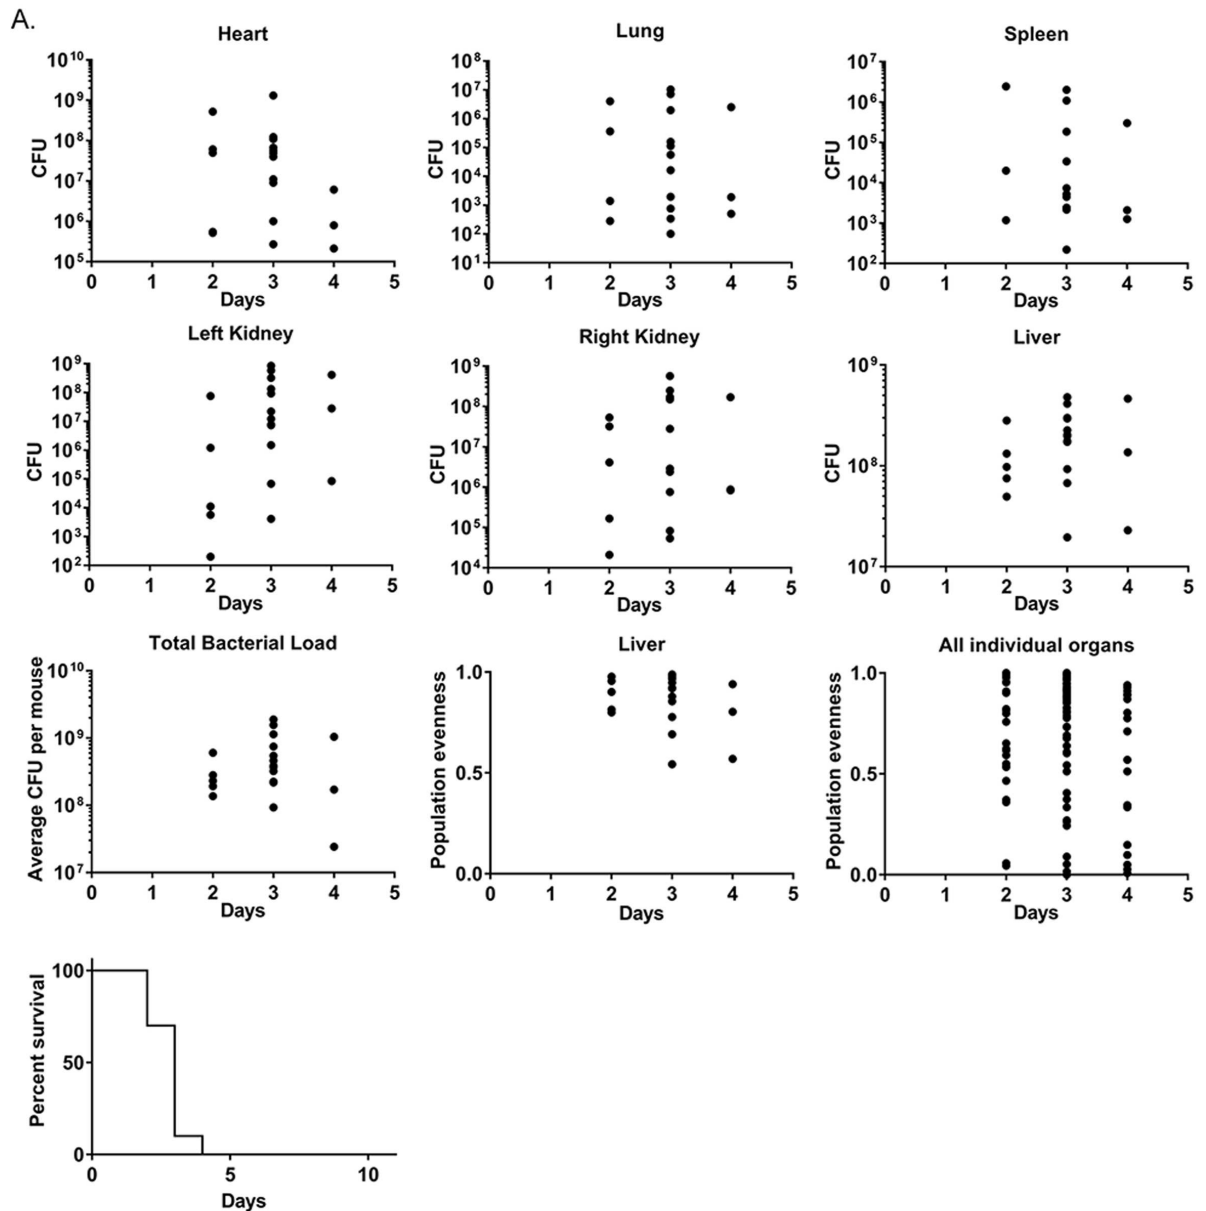 A.
Heart
CFU
10^10
10^9
10^8
10^7
10^6
10^5
0 1 2 3 4 5
Days
Lung
CFU
10^8
10^7
10^6
10^5
10^4
10^3
10^2
10^1
0 1 2 3 4 5
Days
Spleen
CFU
10^7
10^6
10^5
10^4
10^3
10^2
0 1 2 3 4 5
Days
Left Kidney
CFU
10^9
10^8
10^7
10^6
10^5
10^4
10^3
10^2
0 1 2 3 4 5
Days
Right Kidney
CFU
10^9
10^8
10^7
10^6
10^5
10^4
0 1 2 3 4 5
Days
Liver
CFU
10^9
10^8
10^7
0 1 2 3 4 5
Days
Total Bacterial Load
Average CFU per mouse
10^10
10^9
10^8
10^7
0 1 2 3 4 5
Days
Liver
Population evenness
1.0
0.5
0.0
0 1 2 3 4 5
Days
All individual organs
Population evenness
1.0
0.5
0.0
0 1 2 3 4 5
Days
Percent survival
100
50
0
0 5 10
Days